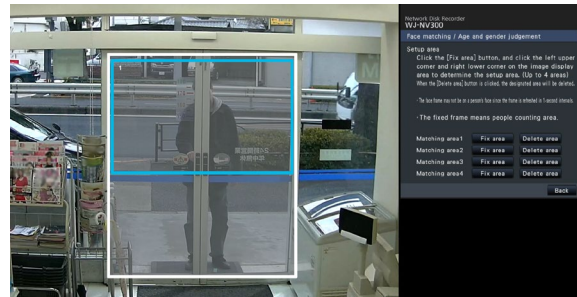 Network Disk Recorder
WJ-NV300
Face matching / Age and gender judgement
Setup area
Click the [Fix area] button, and click the left upper
corner and right lower corner on the image display
area to determine the setup area. (Up to 4 areas)
When the [Delete area] button is clicked, the designated area will be deleted.
· The face frame may not be on a person's face since the frame is refreshed in 1-second intervals.
· The fixed frame means people counting area.
Matching area1 Fix area Delete area
Matching area2 Fix area Delete area
Matching area3 Fix area Delete area
Matching area4 Fix area Delete area
Back
1